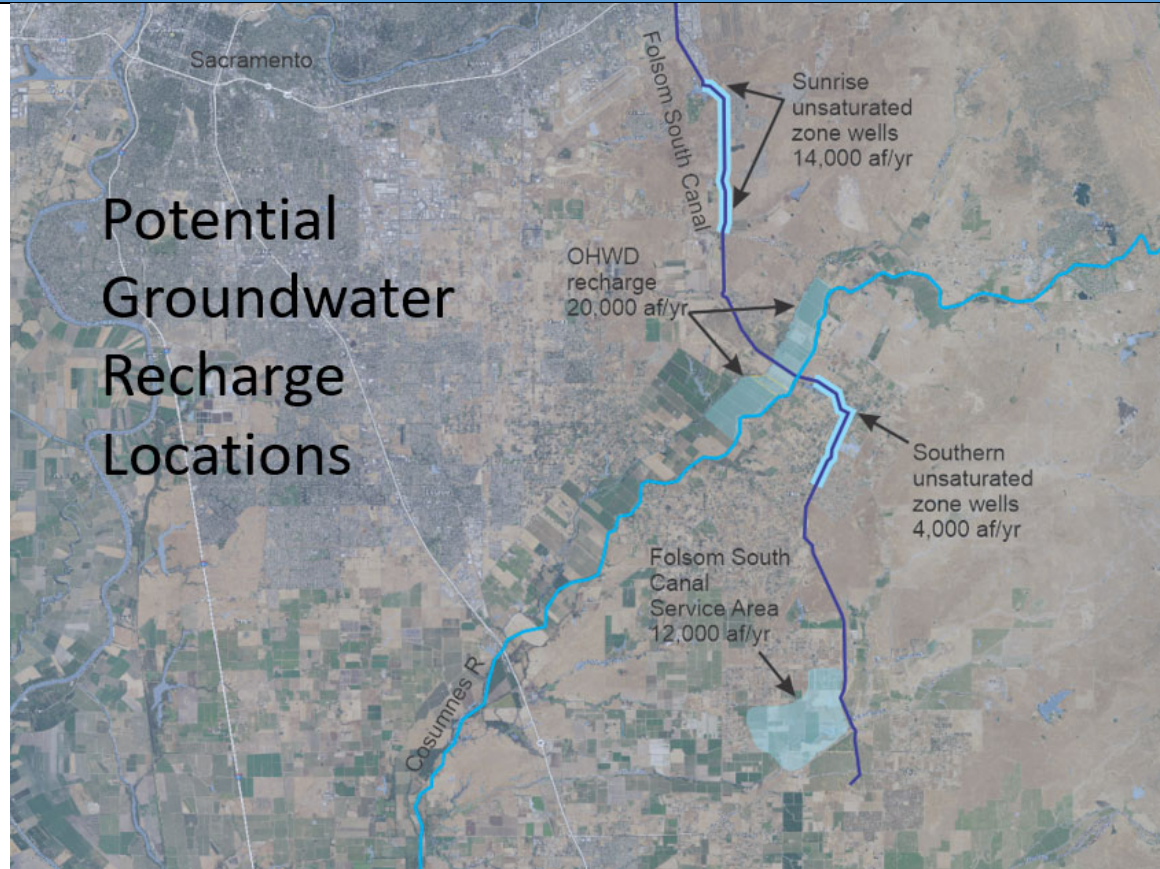 Sacramento
Folsom South Canal
Sunrise
unsaturated
zone wells
14,000 af/yr
Potential
Groundwater
Recharge
Locations
OHWD
recharge
20,000 af/yr
Southern
unsaturated
zone wells
4,000 af/yr
Folsom South
Canal
Service Area
12,000 af/yr
Cosumnes R